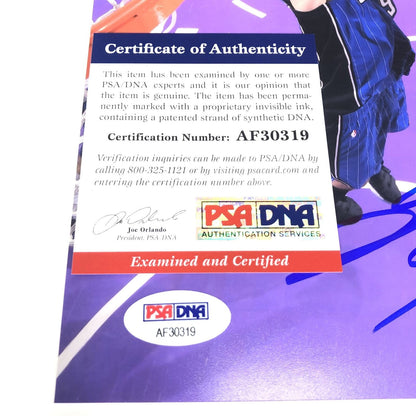 Certificate of Authenticity
This item has been examined by one or more
PSA/DNA experts and it is our opinion that
the item is genuine. The item has been perma-
nently marked with a proprietary invisible ink,
containing a patented strand of synthetic DNA.
Certification Number: AF30319
Verification inquiries can be made to PSA/DNA by
calling 800-325-1121 or by visiting psacard.com and
entering the certification number above.
Joe Orlando
President, PSA/DNA
PSA DNA
AUTHENTICATION SERVICES
Examined and Certified
PSA DNA
AF30319